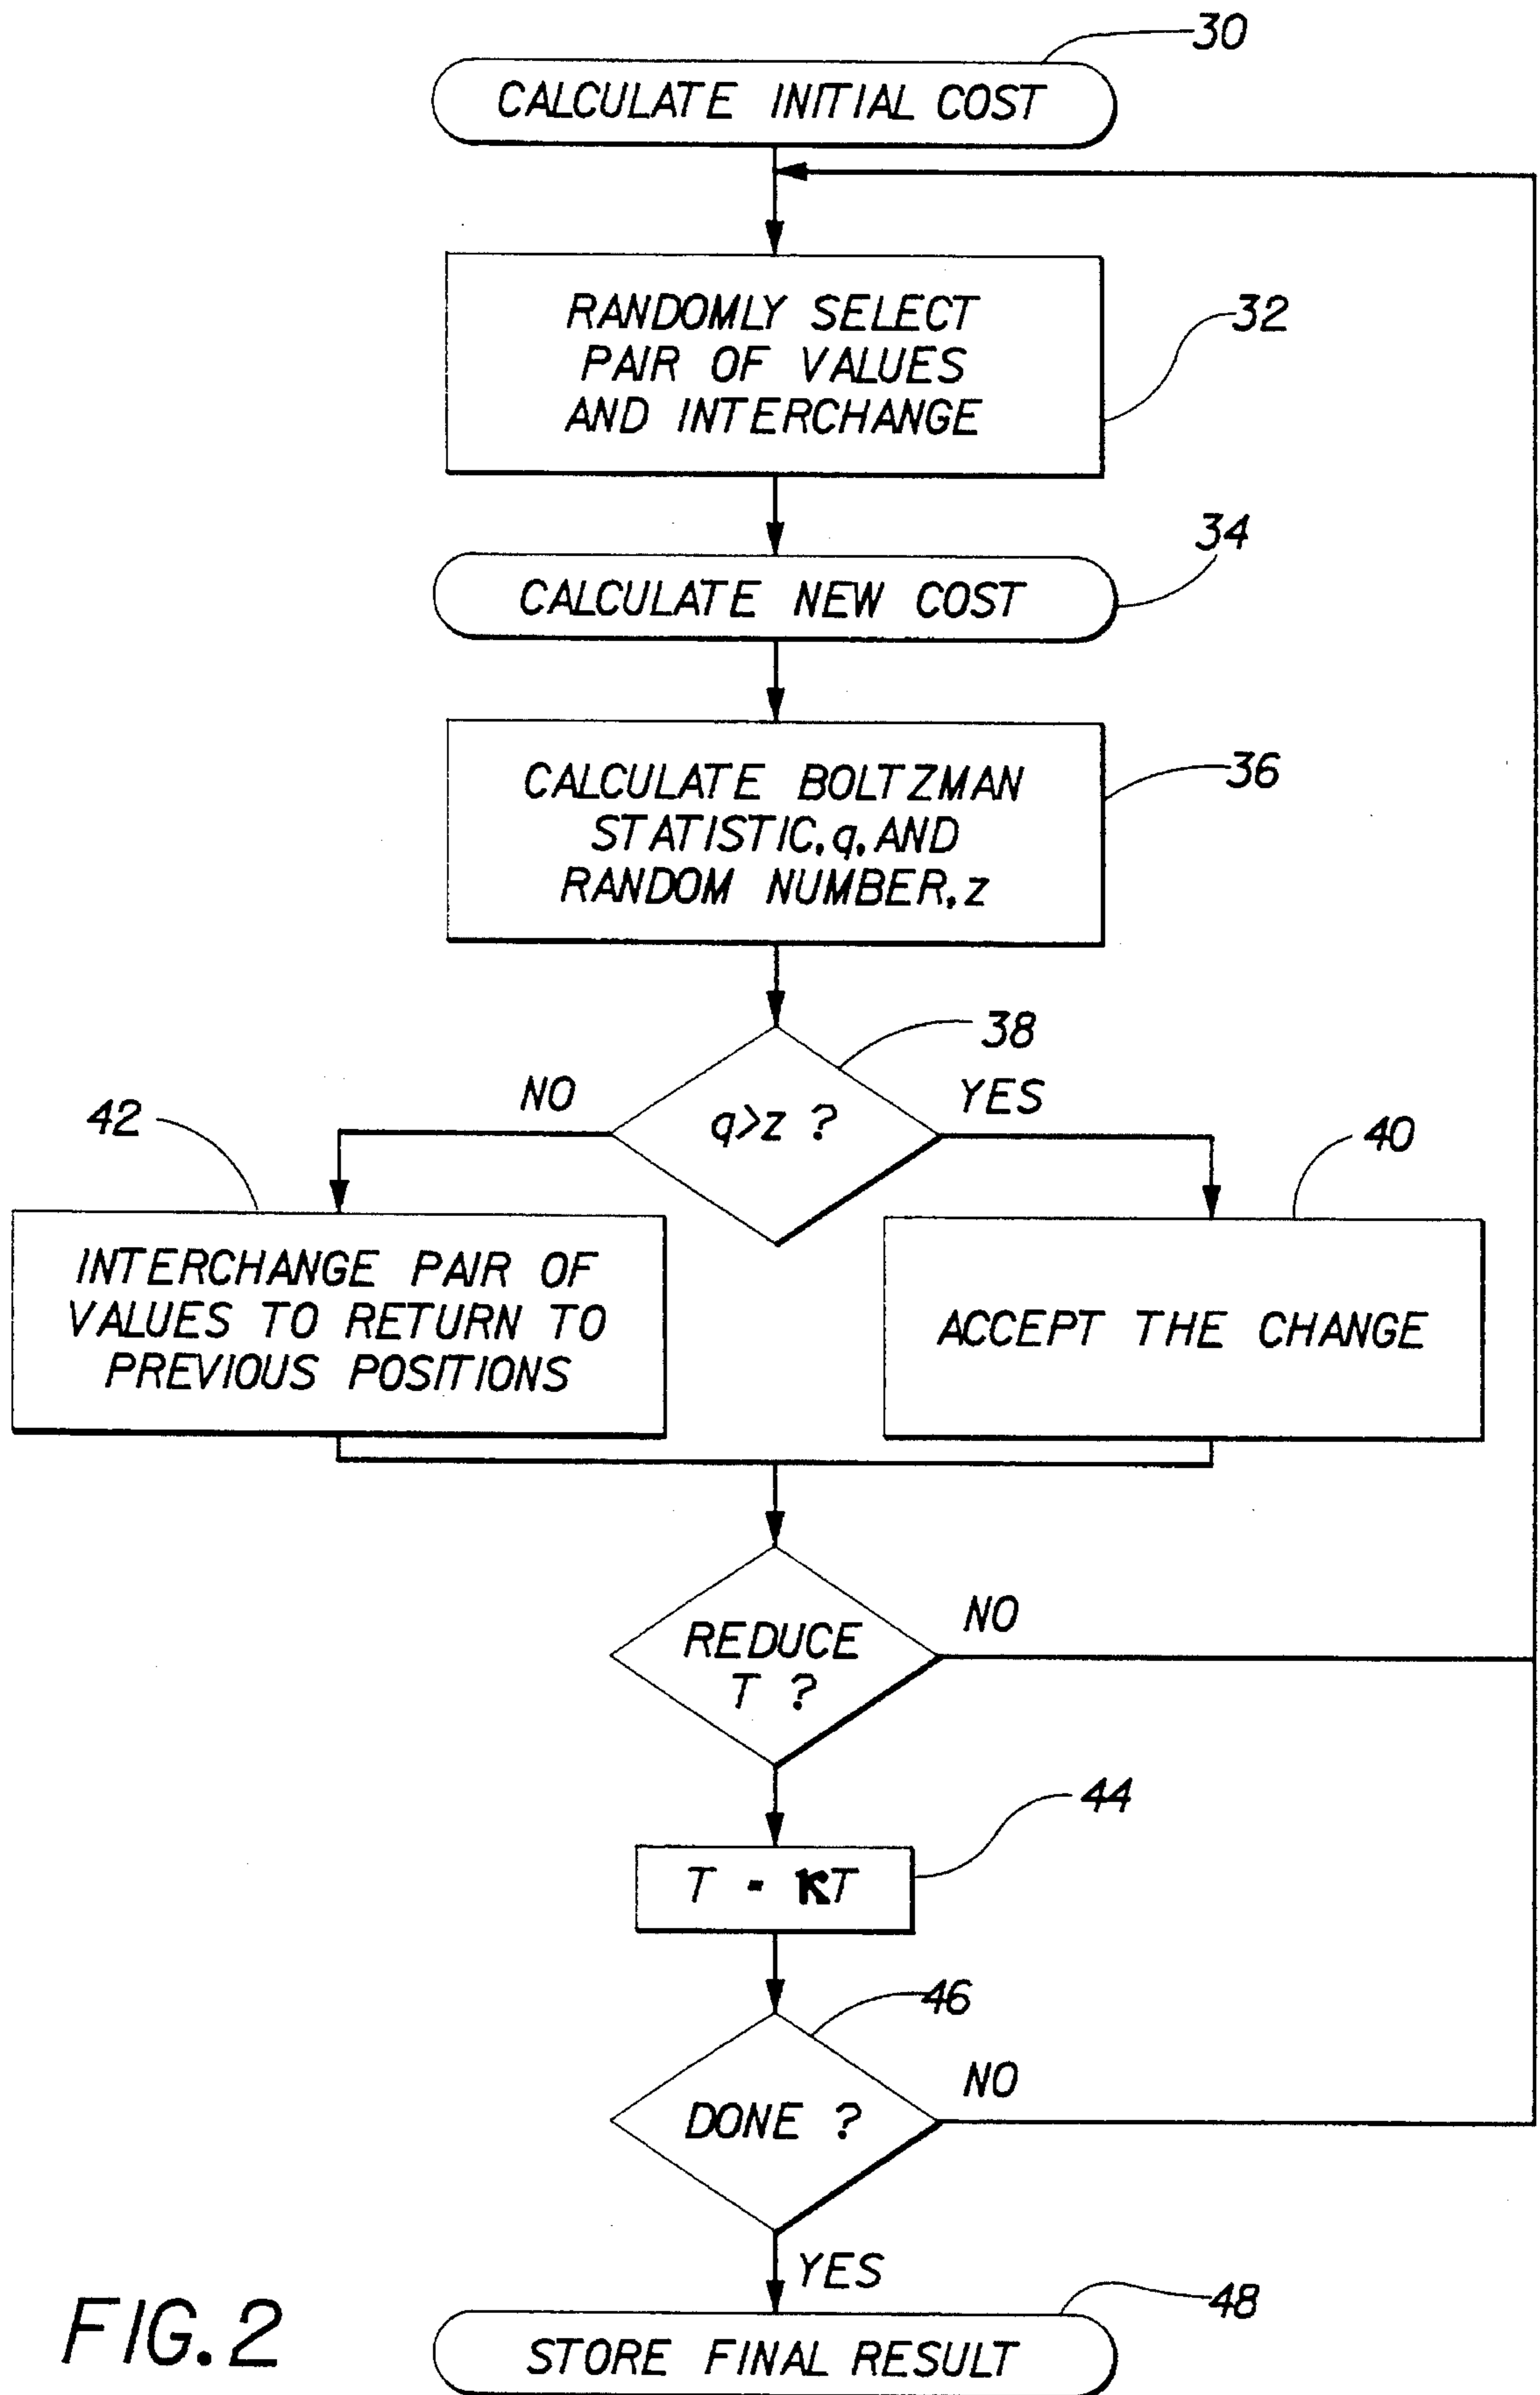 30
CALCULATE INITIAL COST
RANDOMLY SELECT
PAIR OF VALUES
AND INTERCHANGE
32
34
CALCULATE NEW COST
36
CALCULATE BOLTZMAN
STATISTIC,q,AND
RANDOM NUMBER,z
38
NO
YES
q>z ?
42
40
INTERCHANGE PAIR OF
VALUES TO RETURN TO
PREVIOUS POSITIONS
ACCEPT THE CHANGE
NO
REDUCE
T ?
44
T = κT
46
NO
DONE ?
YES
48
STORE FINAL RESULT
FIG.2